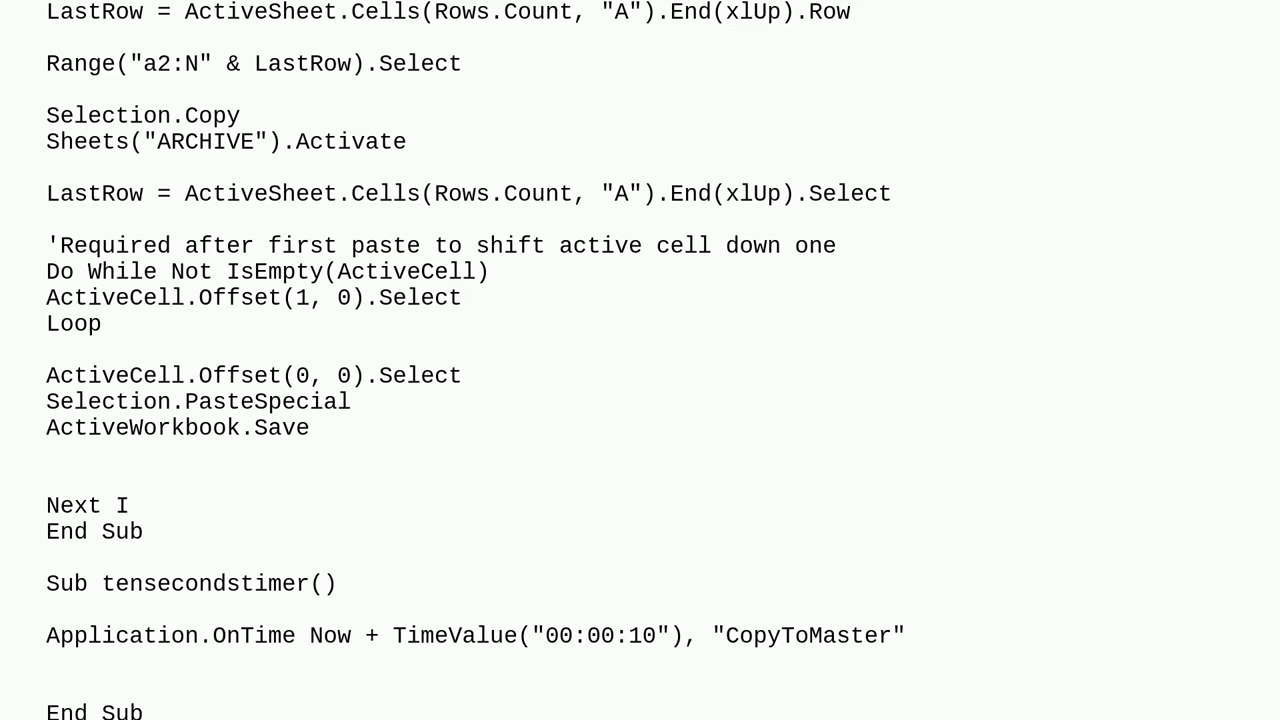 LastRow = ActiveSheet.Cells(Rows.Count, "A").End(xlUp).Row
Range("a2:N" & LastRow).Select
Selection.Copy
Sheets("ARCHIVE").Activate
LastRow = ActiveSheet.Cells(Rows.Count, "A").End(xlUp).Select
'Required after first paste to shift active cell down one
Do While Not IsEmpty(ActiveCell)
ActiveCell.Offset(1, 0).Select
Loop
ActiveCell.Offset(0, 0).Select
Selection.PasteSpecial
ActiveWorkbook.Save
Next I
End Sub
Sub tensecondstimer()
Application.OnTime Now + TimeValue("00:00:10"), "CopyToMaster"
End Sub